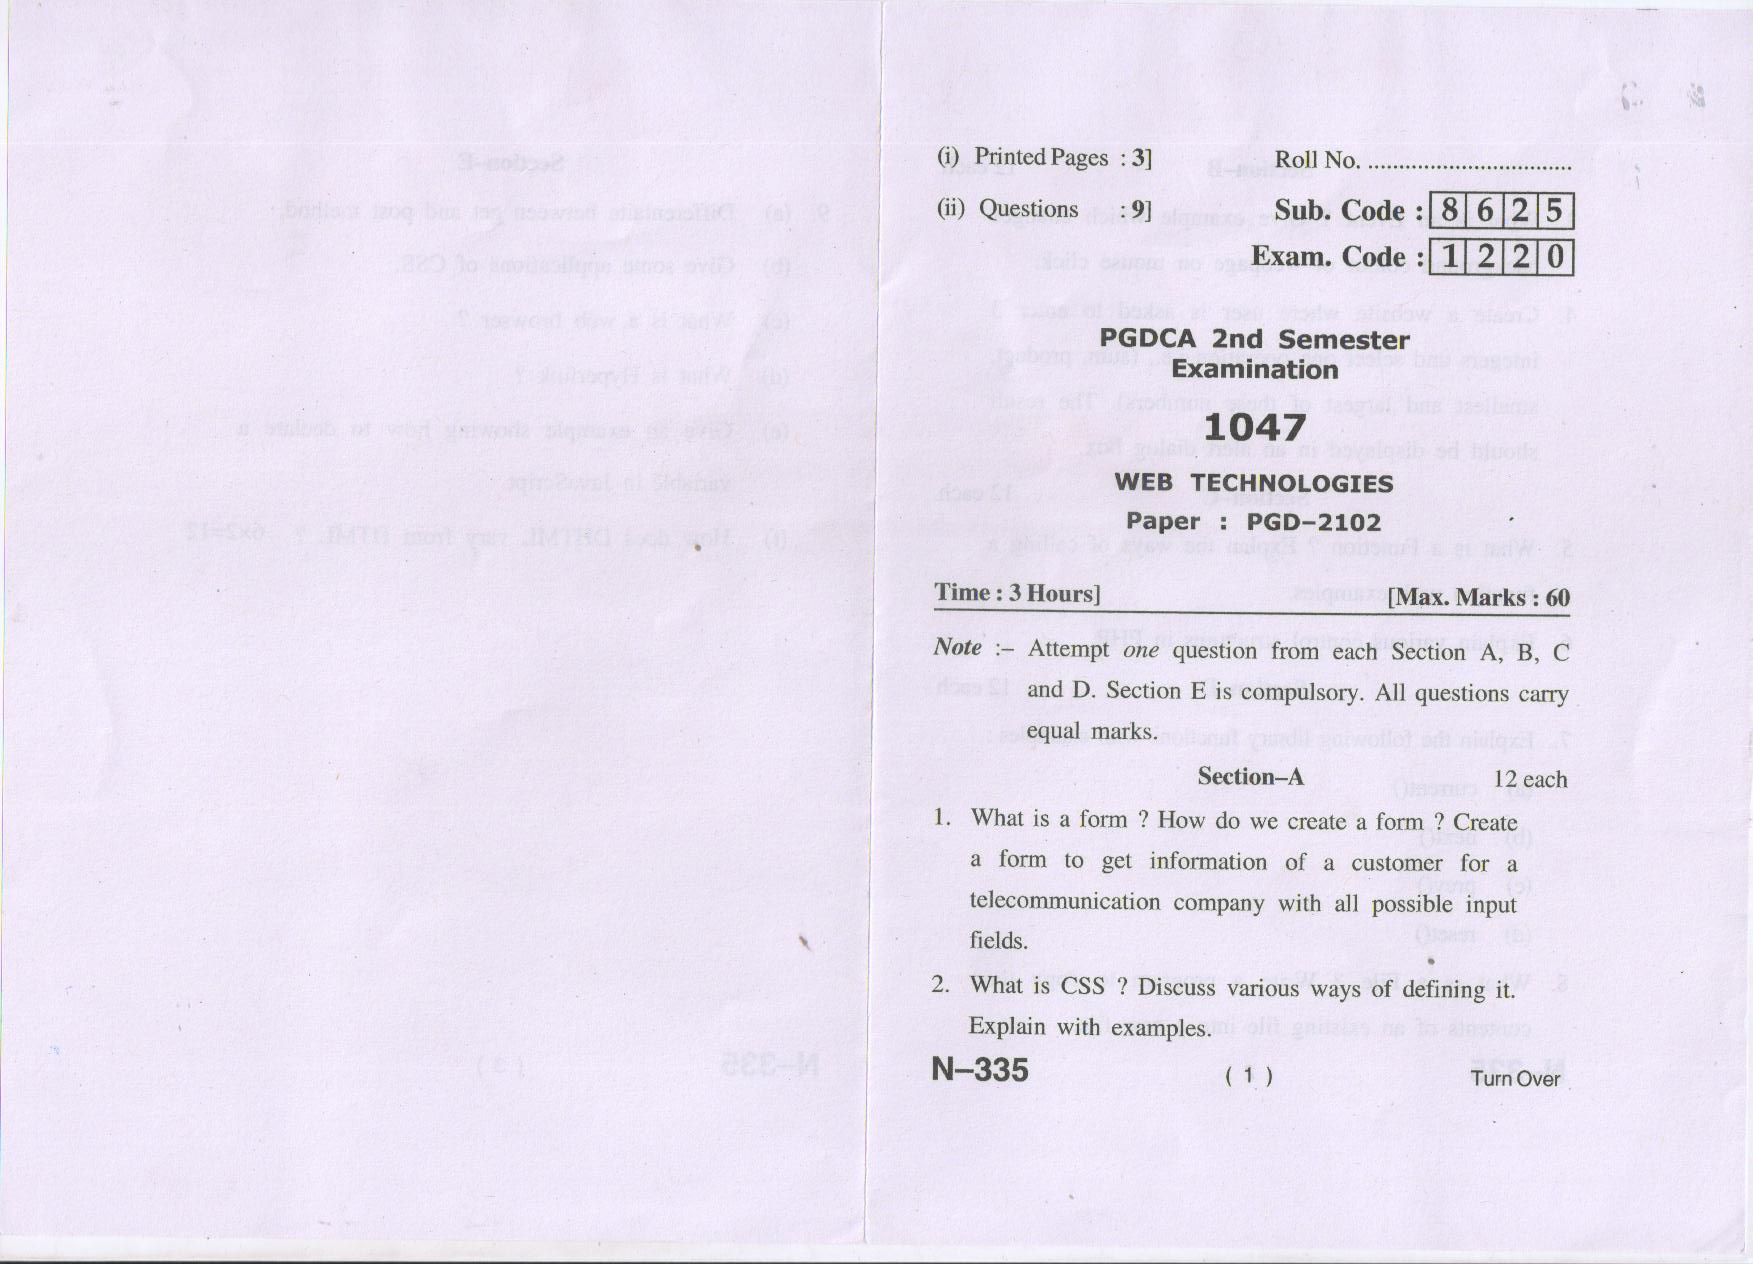 (i) Printed Pages : 3] Roll No. ................................
(ii) Questions : 9] Sub. Code : 8 6 2 5
Exam. Code : 1 2 2 0
PGDCA 2nd Semester
Examination
1047
WEB TECHNOLOGIES
Paper : PGD–2102
Time : 3 Hours] [Max. Marks : 60
Note :– Attempt one question from each Section A, B, C
and D. Section E is compulsory. All questions carry
equal marks.
Section–A 12 each
1. What is a form ? How do we create a form ? Create
a form to get information of a customer for a
telecommunication company with all possible input
fields.
2. What is CSS ? Discuss various ways of defining it.
Explain with examples.
N–335 ( 1 ) Turn Over